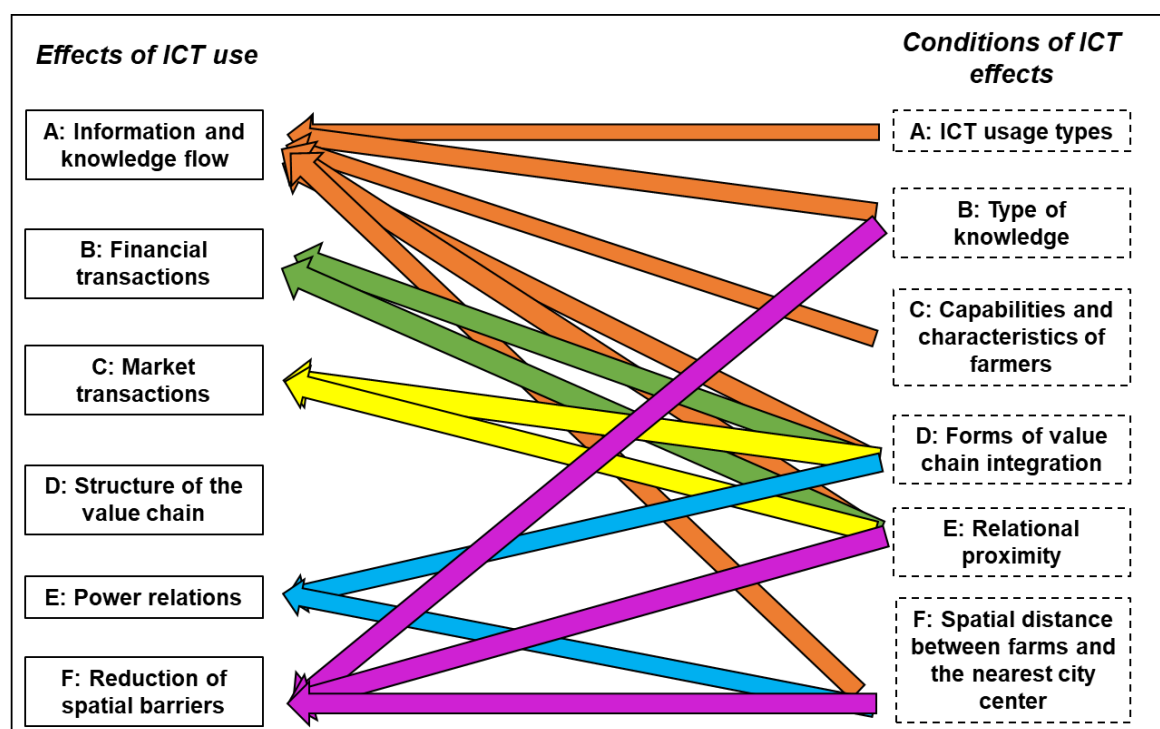 Effects of ICT use
A: Information and
knowledge flow
B: Financial
transactions
C: Market
transactions
D: Structure of the
value chain
E: Power relations
F: Reduction of
spatial barriers
Conditions of ICT
effects
A: ICT usage types
B: Type of
knowledge
C: Capabilities and
characteristics of
farmers
D: Forms of value
chain integration
E: Relational
proximity
F: Spatial distance
between farms and
the nearest city
center